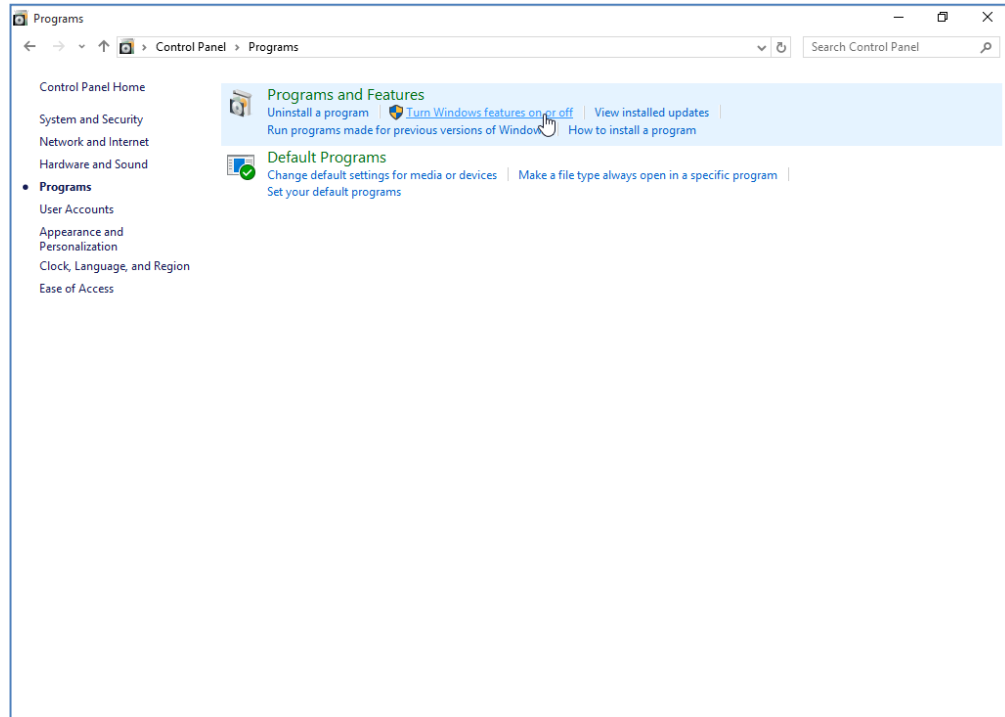 Programs
Control Panel > Programs
Search Control Panel
Control Panel Home
System and Security
Network and Internet
Hardware and Sound
Programs
User Accounts
Appearance and
Personalization
Clock, Language, and Region
Ease of Access
Programs and Features
Uninstall a program Turn Windows features on or off View installed updates
Run programs made for previous versions of Window How to install a program
Default Programs
Change default settings for media or devices Make a file type always open in a specific program
Set your default programs